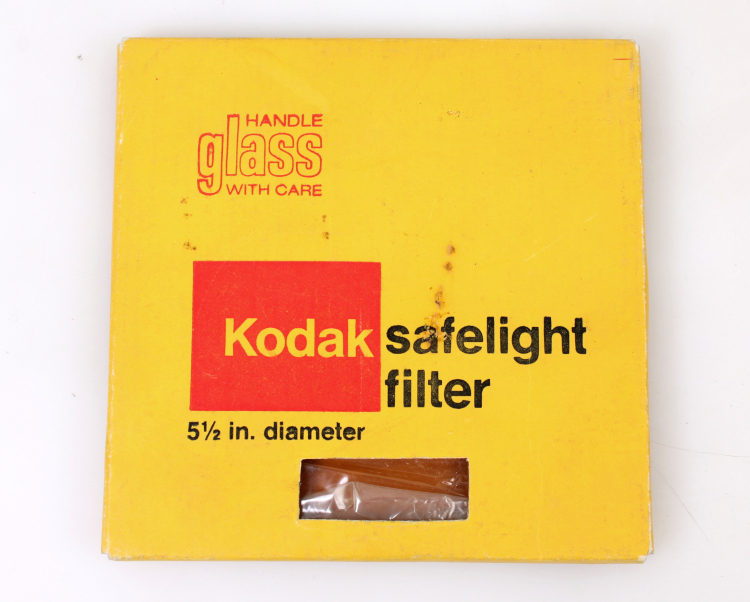 HANDLE
glass
WITH CARE
Kodak safelight
filter
5½ in. diameter